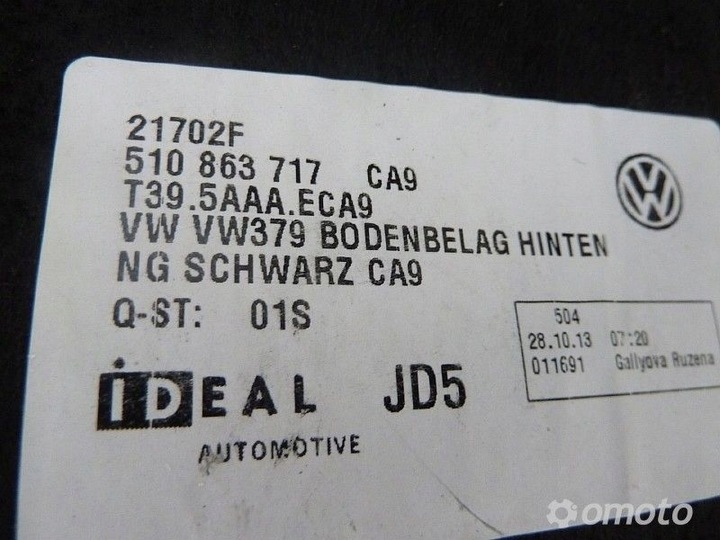 21702F
510 863 717 CA9
T39.5AAA.ECA9
VW VW379 BODENBELAG HINTEN
NG SCHWARZ CA9
Q-ST: 01S
504
28.10.13 07:20
011691 Gallyova Ruzena
iDEAL JD5
AUTOMOTIVE
omoto